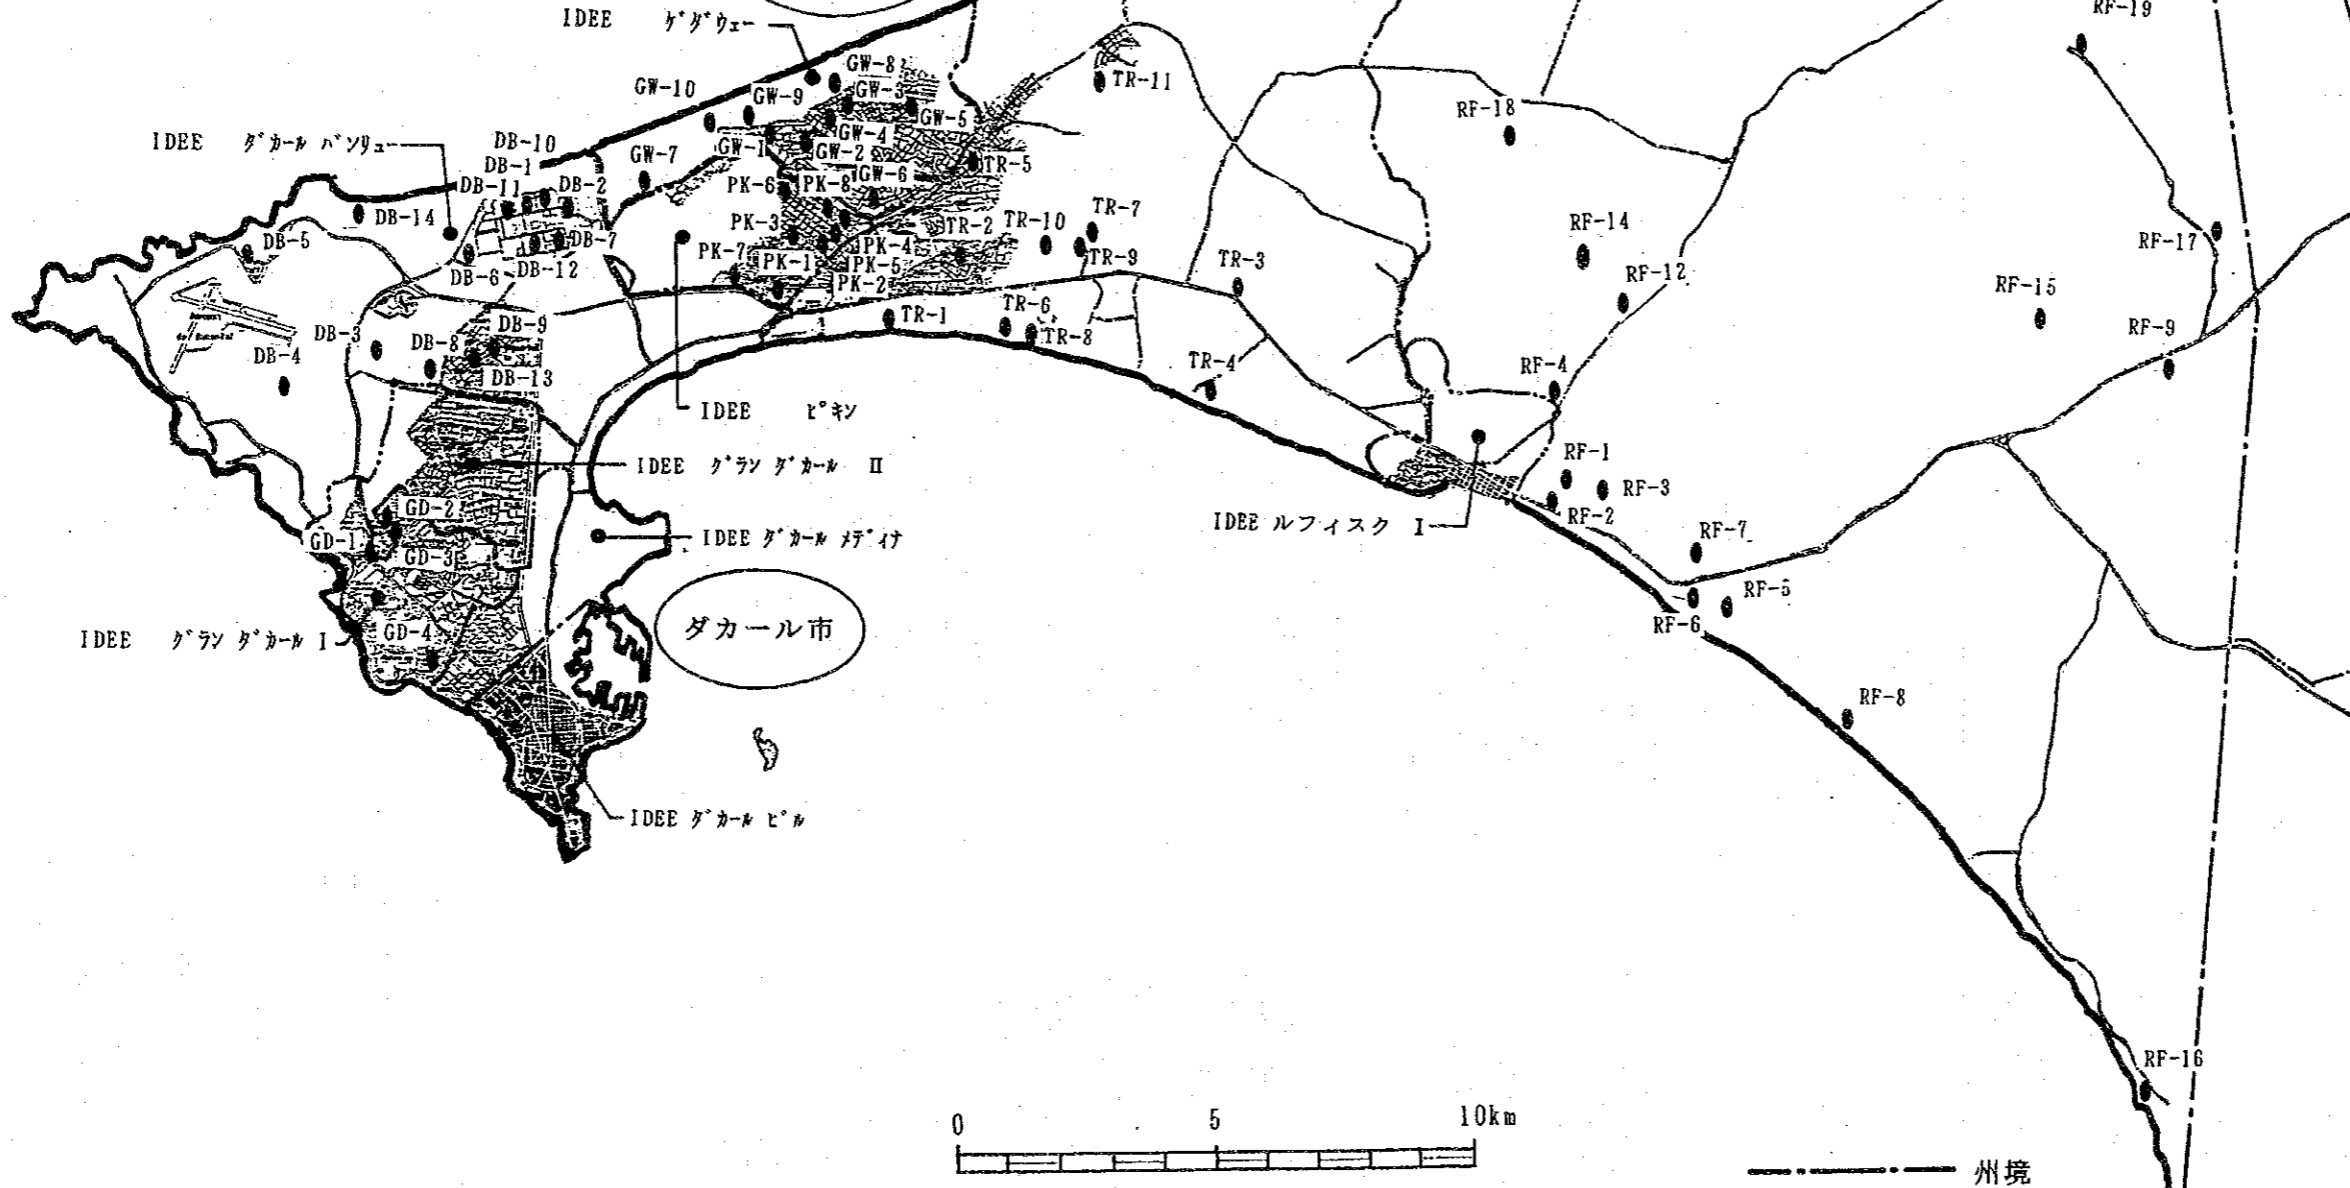 RF-19
IDEE ゲダウェー
GW-8
TR-11
GW-10
GW-9
GW-3
RF-18
GW-5
IDEE ダカール バンリュー
DB-10
GW-4
GW-1
GW-2
DB-1
GW-7
TR-5
DB-11
DB-2
PK-6
PK-8
GW-6
DB-14
TR-2
TR-10
TR-7
RF-14
PK-3
DB-5
DB-7
PK-4
TR-9
RF-17
PK-7
PK-1
PK-5
TR-3
DB-6
DB-12
RF-12
PK-2
RF-15
TR-6
TR-1
DB-9
RF-9
DB-3
DB-8
TR-8
DB-4
TR-4
RF-4
DB-13
IDEE ピキン
RF-1
IDEE グラン ダカール II
RF-3
GD-2
RF-2
IDEE ルフィスク I
RF-7
GD-1
IDEE ダカール メディナ
GD-3
RF-5
RF-6
ダカール市
GD-4
IDEE グラン ダカール I
RF-8
IDEE ダカール ビル
RF-16
0 5 10km
州境